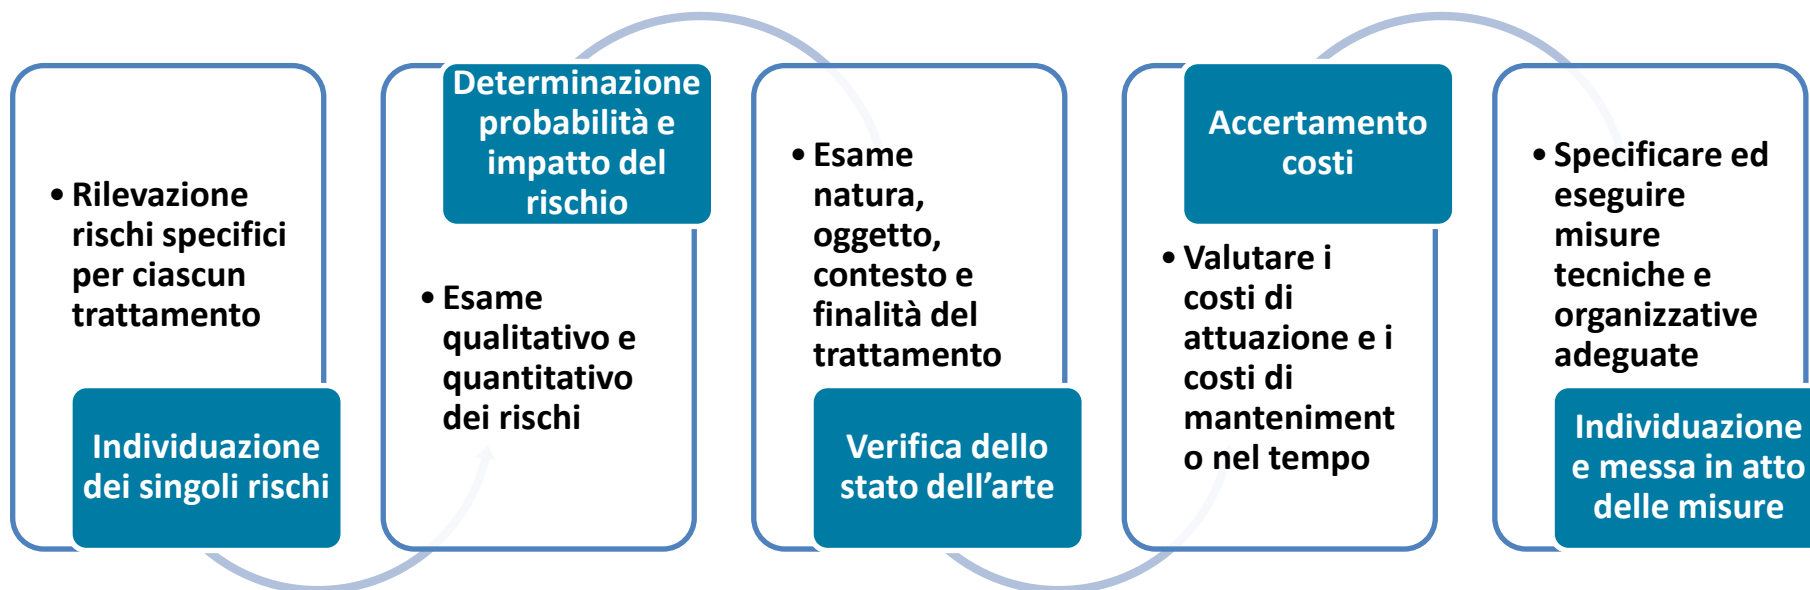 • Rilevazione
rischi specifici
per ciascun
trattamento
Individuazione
dei singoli rischi
Determinazione
probabilità e
impatto del
rischio
• Esame
qualitativo e
quantitativo
dei rischi
• Esame
natura,
oggetto,
contesto e
finalità del
trattamento
Verifica dello
stato dell’arte
Accertamento
costi
• Valutare i
costi di
attuazione e i
costi di
mantenimento
o nel tempo
• Specificare ed
eseguire
misure
tecniche e
organizzative
adeguate
Individuazione
e messa in atto
delle misure